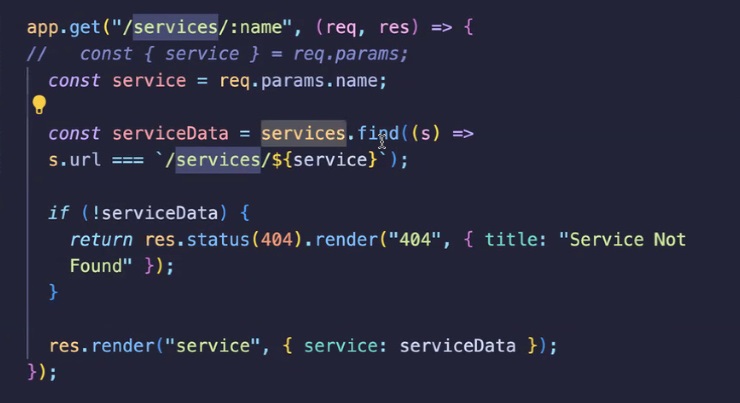 app.get("/services/:name", (req, res) => {
//   const { service } = req.params;
  const service = req.params.name;

  const serviceData = services.find((s) =>
  s.url === `/services/${service}`);

  if (!serviceData) {
    return res.status(404).render("404", { title: "Service Not
    Found" });
  }

  res.render("service", { service: serviceData });
});